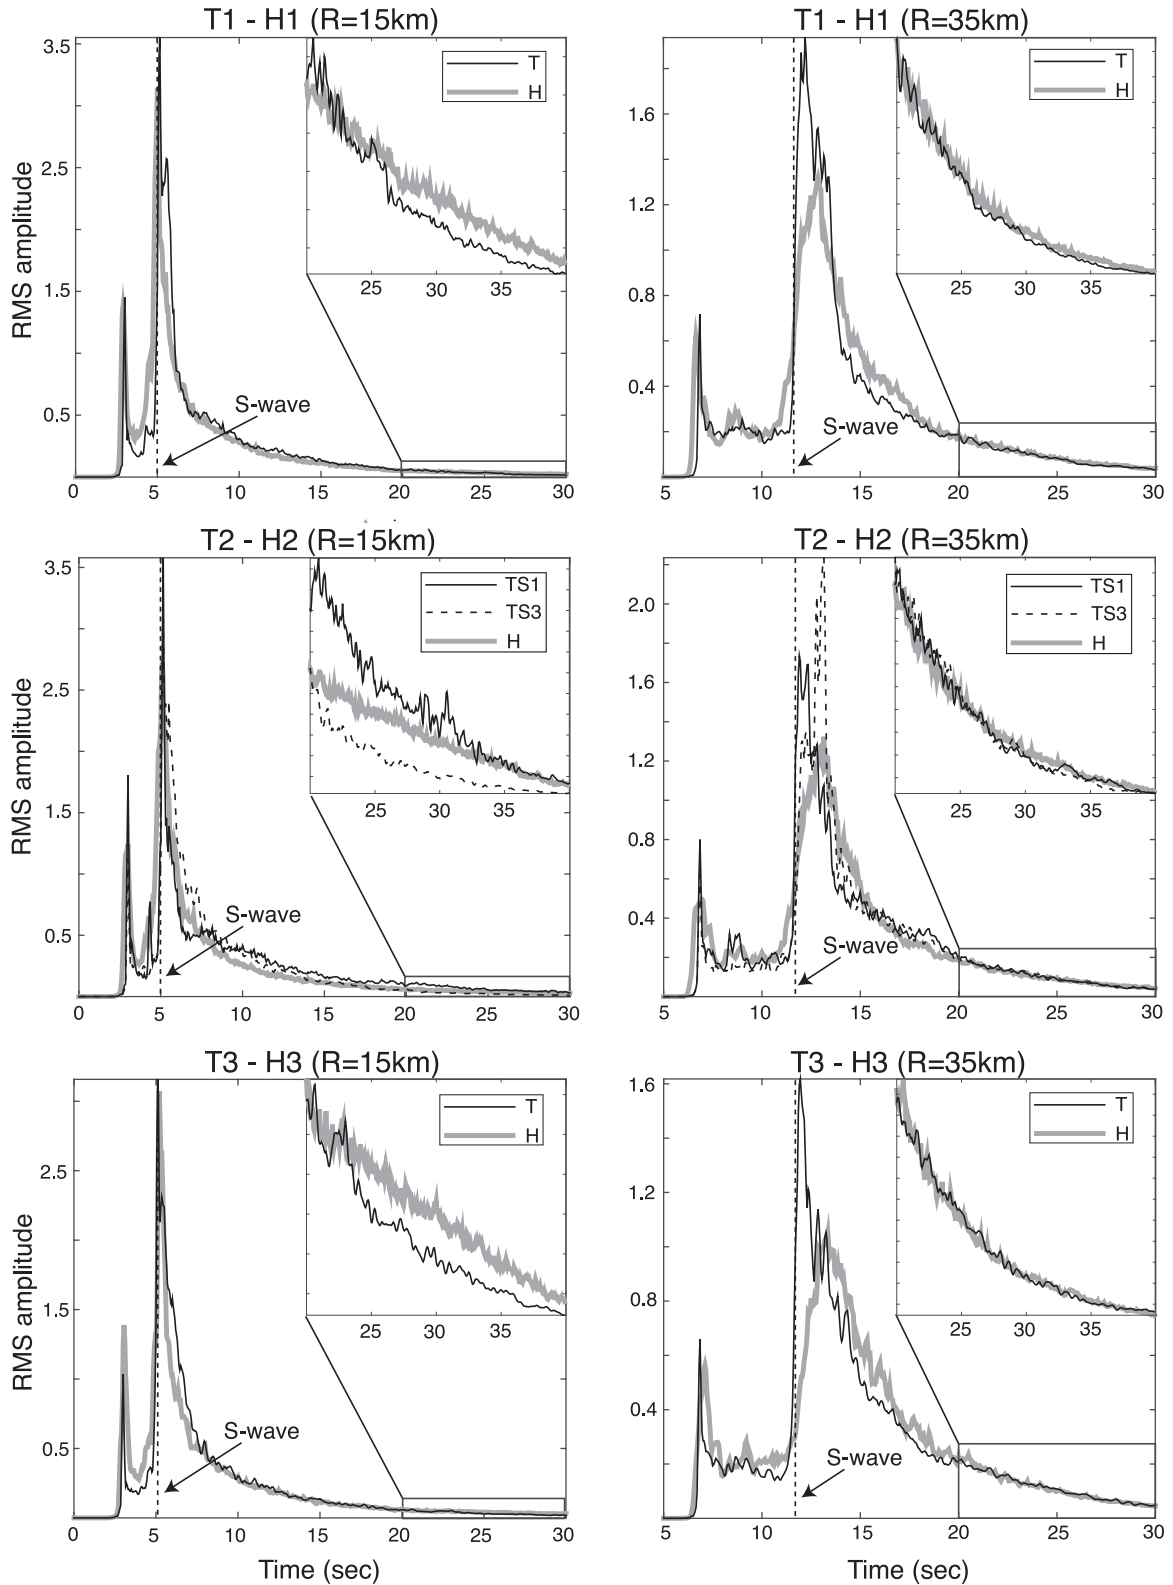 T1 - H1 (R=15km)
3.5
2.5
1.5
0.5
RMS amplitude
T
H
25
30
35
S-wave
0
5
10
15
20
25
30
T1 - H1 (R=35km)
1.6
1.2
0.8
0.4
T
H
25
30
35
S-wave
5
10
15
20
25
30
T2 - H2 (R=15km)
3.5
2.5
1.5
0.5
RMS amplitude
TS1
TS3
H
25
30
35
S-wave
0
5
10
15
20
25
30
T2 - H2 (R=35km)
2.0
1.6
1.2
0.8
0.4
TS1
TS3
H
25
30
35
S-wave
5
10
15
20
25
30
T3 - H3 (R=15km)
2.5
1.5
0.5
RMS amplitude
T
H
25
30
35
S-wave
0
5
10
15
20
25
30
Time (sec)
T3 - H3 (R=35km)
1.6
1.2
0.8
0.4
T
H
25
30
35
S-wave
5
10
15
20
25
30
Time (sec)